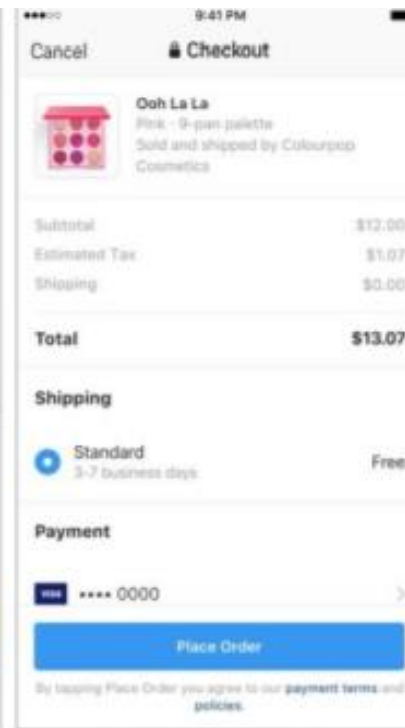 9:41 PM
Cancel
Checkout
Ooh La La
Pink - 9-pan palette
Sold and shipped by Colourpop
Cosmetics
Subtotal $12.00
Estimated Tax $1.07
Shipping $0.00
Total $13.07
Shipping
Standard Free
3-7 business days
Payment
VISA •••• 0000
Place Order
By tapping Place Order you agree to our payment terms and
policies.